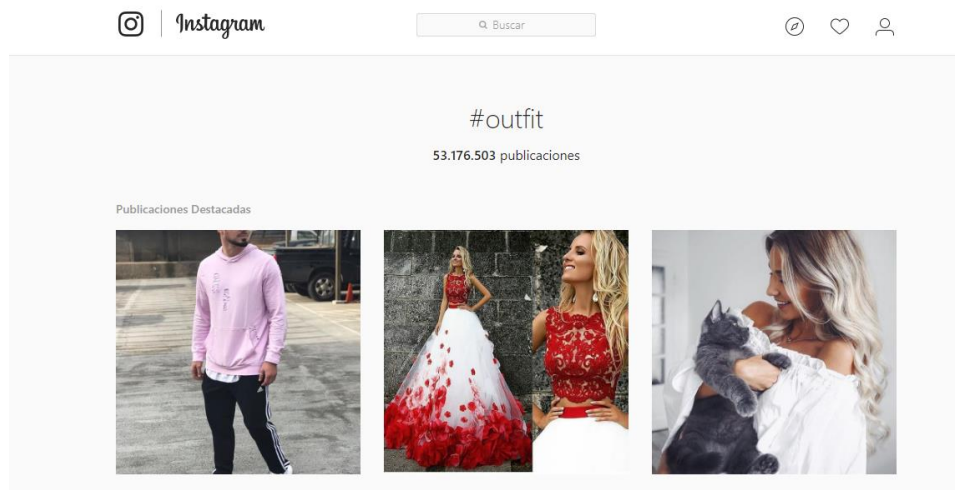 Instagram
Buscar
#outfit
53.176.503 publicaciones
Publicaciones Destacadas